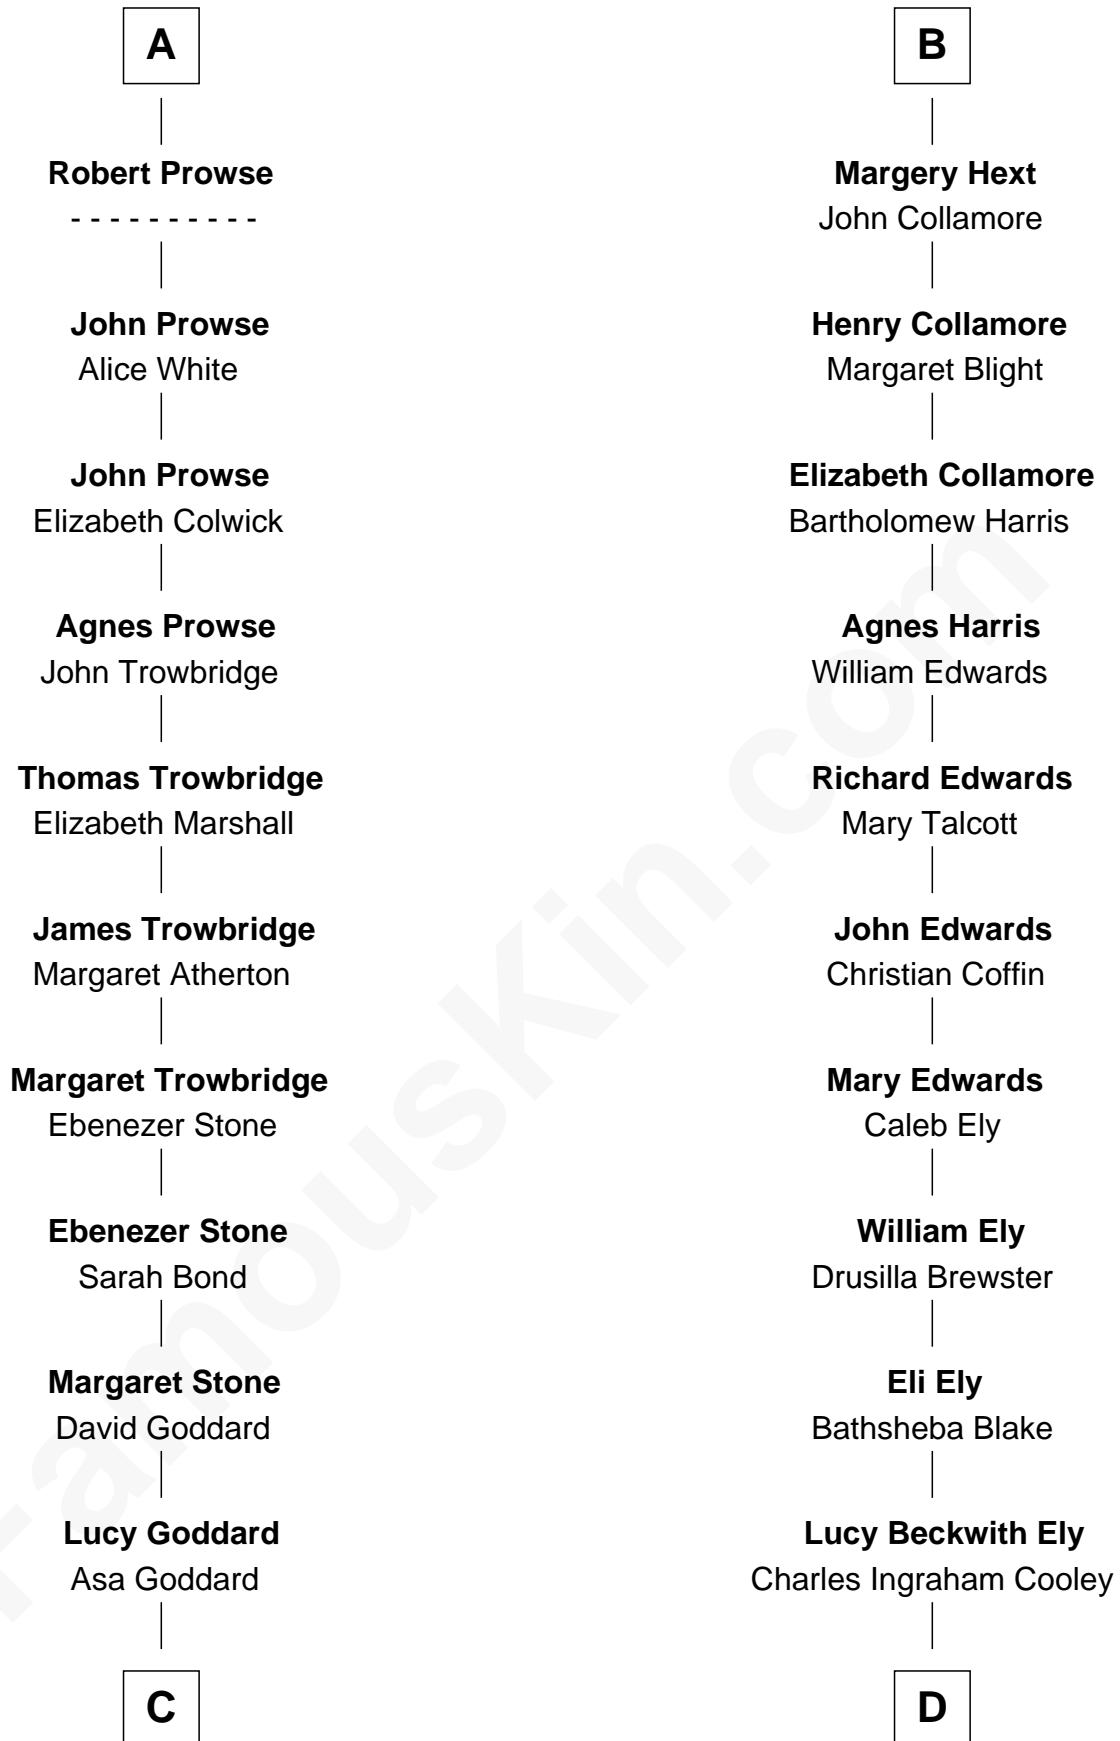 A
Robert Prowse
- - - - - - - - - -
John Prowse
Alice White
John Prowse
Elizabeth Colwick
Agnes Prowse
John Trowbridge
Thomas Trowbridge
Elizabeth Marshall
James Trowbridge
Margaret Atherton
Margaret Trowbridge
Ebenezer Stone
Ebenezer Stone
Sarah Bond
Margaret Stone
David Goddard
Lucy Goddard
Asa Goddard
C
B
Margery Hext
John Collamore
Henry Collamore
Margaret Blight
Elizabeth Collamore
Bartholomew Harris
Agnes Harris
William Edwards
Richard Edwards
Mary Talcott
John Edwards
Christian Coffin
Mary Edwards
Caleb Ely
William Ely
Drusilla Brewster
Eli Ely
Bathsheba Blake
Lucy Beckwith Ely
Charles Ingraham Cooley
D
FamousKin.com